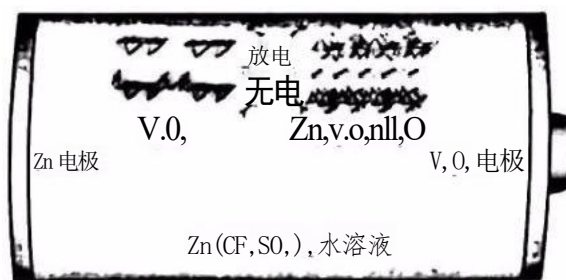 放电
无电
V.0,
Zn,v.o,nll,O
Zn 电极
V,O,电极
Zn(CF,SO,),水溶液